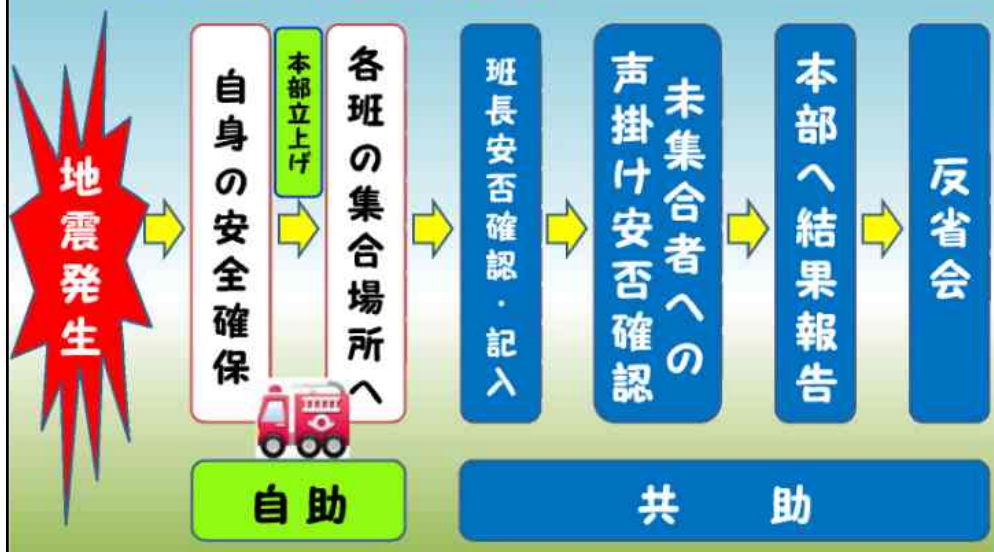 地震発生
自身の安全確保
本部立上げ
各班の集合場所へ
班長安否確認・記入
未集合者への
声掛け安否確認
本部へ結果報告
反省会
自助
共助